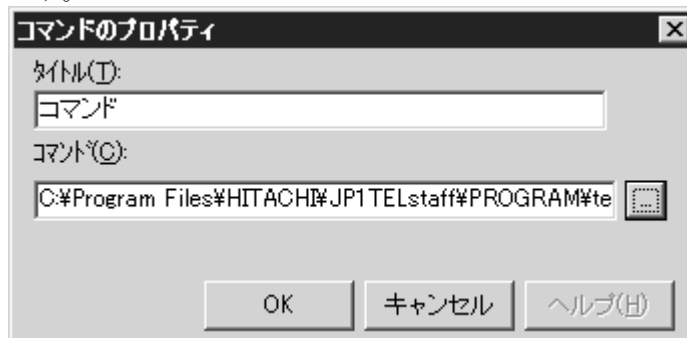 コマンドのプロパティ
ﾀｲﾄﾙ(T):
コマンド
ｺﾏﾝﾄﾞ(C):
C:¥Program Files¥HITACHI¥JP1TELstaff¥PROGRAM¥te ...
OK キャンセル ヘルプ(H)